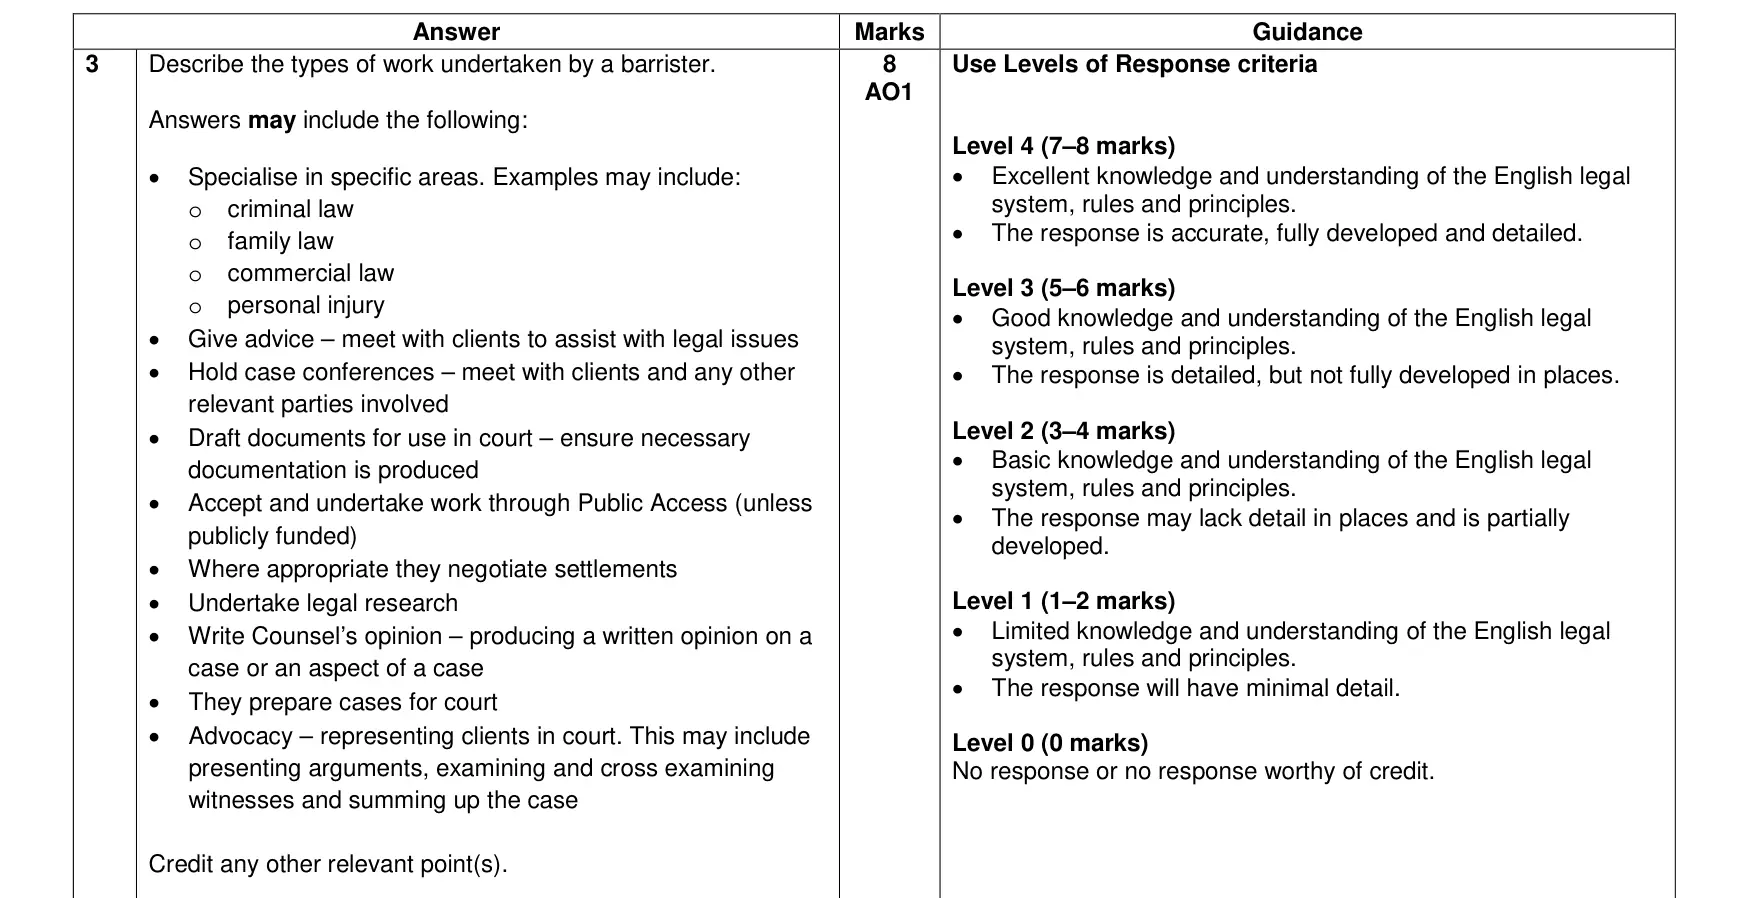 Answer
Marks
Guidance
3
Describe the types of work undertaken by a barrister.
Answers may include the following:
• Specialise in specific areas. Examples may include:
o criminal law
o family law
o commercial law
o personal injury
• Give advice – meet with clients to assist with legal issues
• Hold case conferences – meet with clients and any other
relevant parties involved
• Draft documents for use in court – ensure necessary
documentation is produced
• Accept and undertake work through Public Access (unless
publicly funded)
• Where appropriate they negotiate settlements
• Undertake legal research
• Write Counsel's opinion – producing a written opinion on a
case or an aspect of a case
• They prepare cases for court
• Advocacy – representing clients in court. This may include
presenting arguments, examining and cross examining
witnesses and summing up the case
Credit any other relevant point(s).
8
AO1
Use Levels of Response criteria
Level 4 (7–8 marks)
• Excellent knowledge and understanding of the English legal
system, rules and principles.
• The response is accurate, fully developed and detailed.
Level 3 (5–6 marks)
• Good knowledge and understanding of the English legal
system, rules and principles.
• The response is detailed, but not fully developed in places.
Level 2 (3–4 marks)
• Basic knowledge and understanding of the English legal
system, rules and principles.
• The response may lack detail in places and is partially
developed.
Level 1 (1–2 marks)
• Limited knowledge and understanding of the English legal
system, rules and principles.
• The response will have minimal detail.
Level 0 (0 marks)
No response or no response worthy of credit.